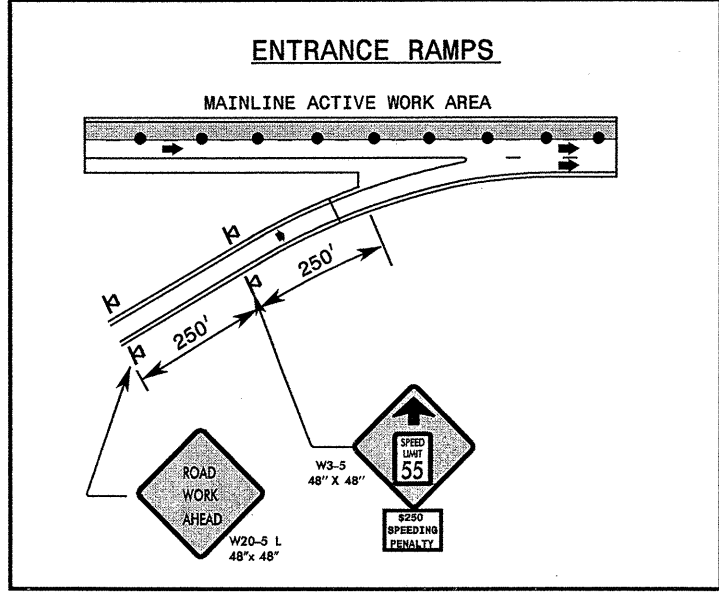 ENTRANCE RAMPS
MAINLINE ACTIVE WORK AREA
250'
250'
ROAD
WORK
AHEAD
W20-5 L
48"x 48"
W3-5
48" X 48"
SPEED
LIMIT
55
$250
SPEEDING
PENALTY